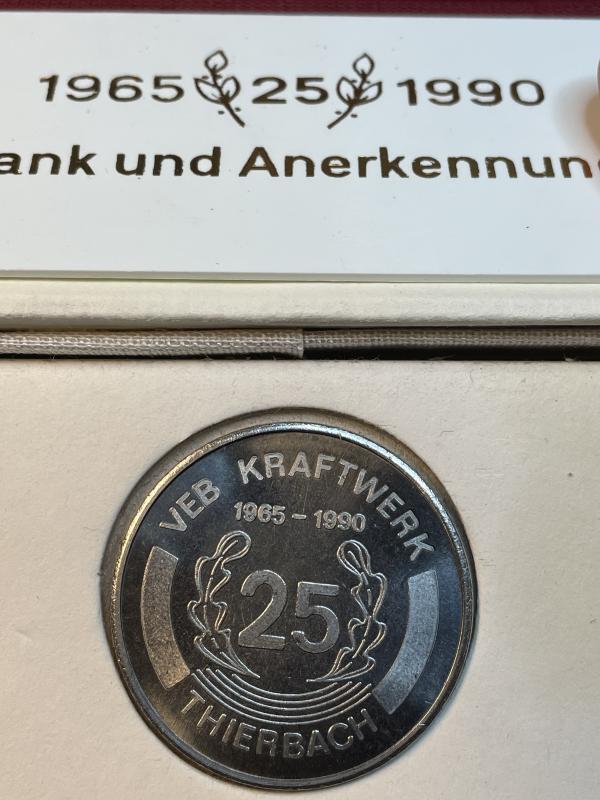 1965 25 1990
ank und Anerkennun
VEB KRAFTWERK
1965 - 1990
25
THIERBACH